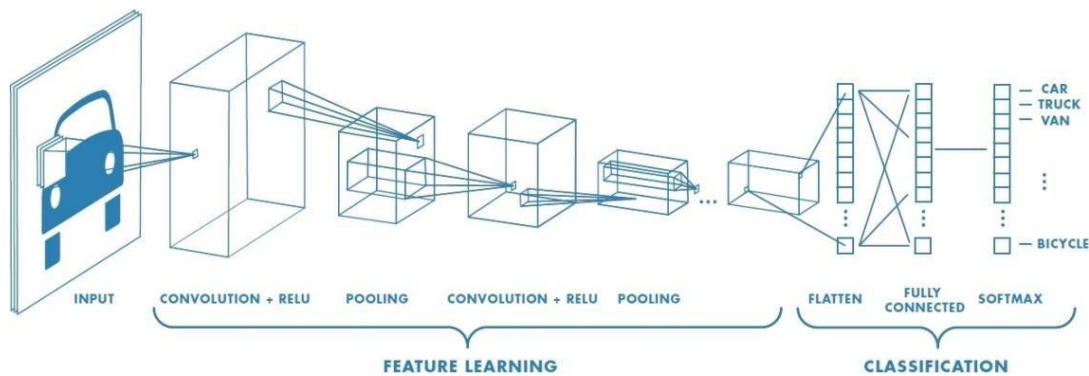 CAR
TRUCK
VAN
BICYCLE
INPUT
CONVOLUTION + RELU
POOLING
CONVOLUTION + RELU
POOLING
FLATTEN
FULLY
CONNECTED
SOFTMAX
FEATURE LEARNING
CLASSIFICATION